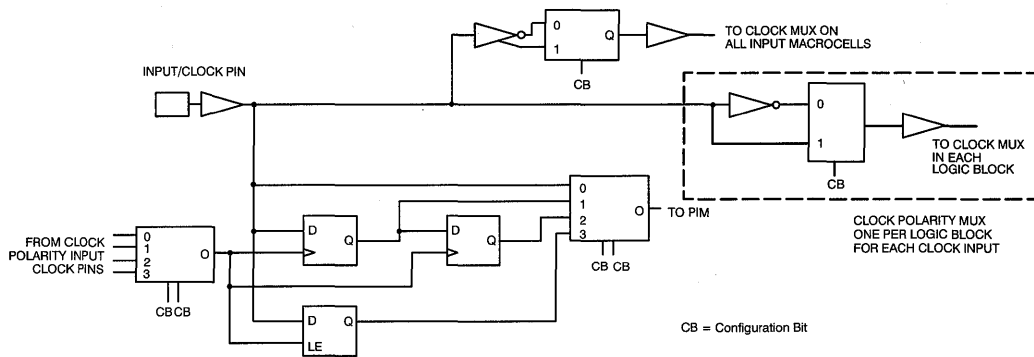 0
1
Q
CB
TO CLOCK MUX ON
ALL INPUT MACROCELLS
INPUT/CLOCK PIN
0
1
CB
TO CLOCK MUX
IN EACH
LOGIC BLOCK
0
1
2
3
O
TO PIM
CB CB
CLOCK POLARITY MUX
ONE PER LOGIC BLOCK
FOR EACH CLOCK INPUT
FROM CLOCK
POLARITY INPUT
CLOCK PINS
0
1
2
3
O
CB CB
D
Q
D
Q
D
Q
LE
CB = Configuration Bit